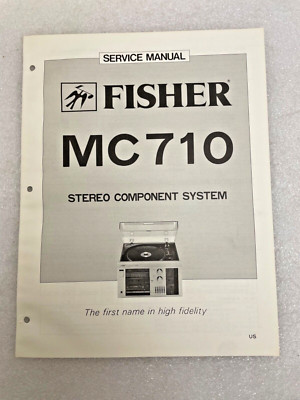 SERVICE MANUAL
FISHER
MC710
STEREO COMPONENT SYSTEM
The first name in high fidelity
US